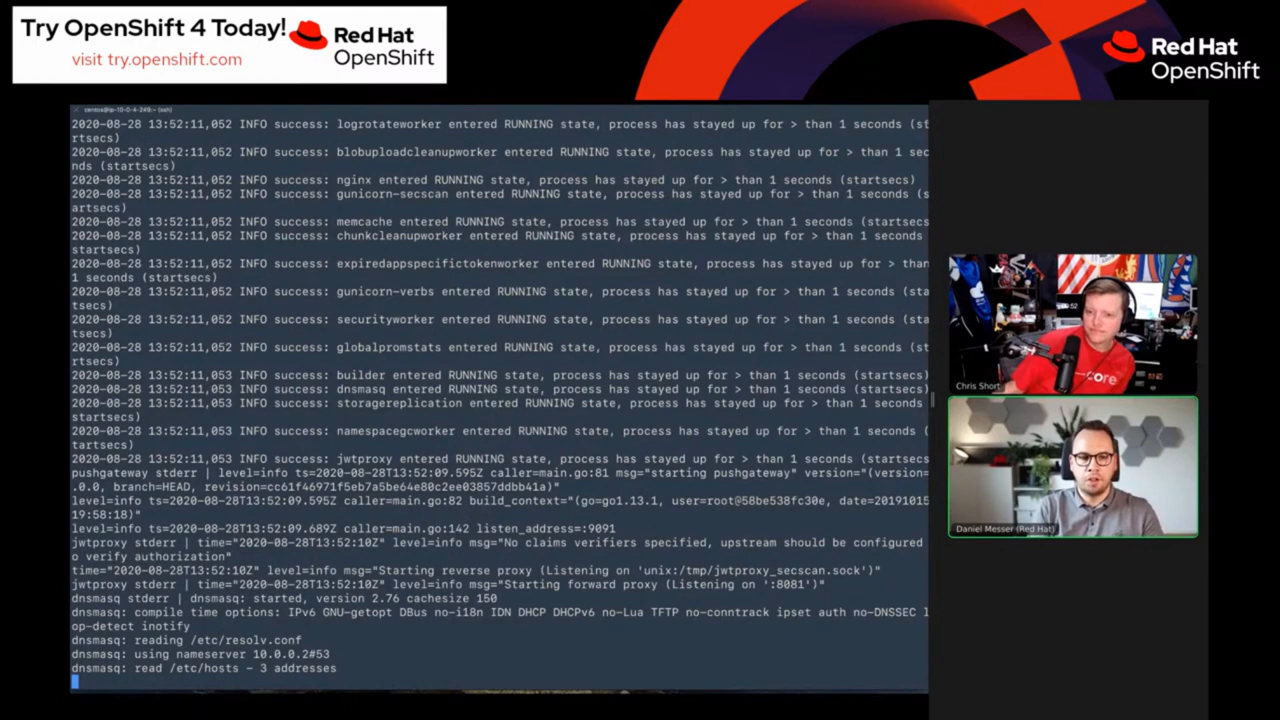 Try OpenShift 4 Today!
visit try.openshift.com
Red Hat
OpenShift
Red Hat
OpenShift
centos@ip-10-0-4-249:~ (ssh)
2020-08-28 13:52:11,052 INFO success: logrotateworker entered RUNNING state, process has stayed up for > than 1 seconds (sta
rtsecs)
2020-08-28 13:52:11,052 INFO success: blobuploadcleanupworker entered RUNNING state, process has stayed up for > than 1 sec
nds (startsecs)
2020-08-28 13:52:11,052 INFO success: nginx entered RUNNING state, process has stayed up for > than 1 seconds (startsecs)
2020-08-28 13:52:11,052 INFO success: gunicorn-secscan entered RUNNING state, process has stayed up for > than 1 seconds (st
artsecs)
2020-08-28 13:52:11,052 INFO success: memcache entered RUNNING state, process has stayed up for > than 1 seconds (startsecs
2020-08-28 13:52:11,052 INFO success: chunkcleanupworker entered RUNNING state, process has stayed up for > than 1 seconds
startsecs)
2020-08-28 13:52:11,052 INFO success: expiredappspecifictokenworker entered RUNNING state, process has stayed up for > than
1 seconds (startsecs)
2020-08-28 13:52:11,052 INFO success: gunicorn-verbs entered RUNNING state, process has stayed up for > than 1 seconds (star
tsecs)
2020-08-28 13:52:11,052 INFO success: securityworker entered RUNNING state, process has stayed up for > than 1 seconds (star
tsecs)
2020-08-28 13:52:11,052 INFO success: globalpromstats entered RUNNING state, process has stayed up for > than 1 seconds (sta
rtsecs)
2020-08-28 13:52:11,053 INFO success: builder entered RUNNING state, process has stayed up for > than 1 seconds (startsecs)
2020-08-28 13:52:11,053 INFO success: dnsmasq entered RUNNING state, process has stayed up for > than 1 seconds (startsecs)
2020-08-28 13:52:11,053 INFO success: storagereplication entered RUNNING state, process has stayed up for > than 1 seconds
startsecs)
2020-08-28 13:52:11,053 INFO success: namespacegcworker entered RUNNING state, process has stayed up for > than 1 seconds (
tartsecs)
2020-08-28 13:52:11,053 INFO success: jwtproxy entered RUNNING state, process has stayed up for > than 1 seconds (startsecs
pushgateway stderr | level=info ts=2020-08-28T13:52:09.595Z caller=main.go:81 msg="starting pushgateway" version="(version=
.0.0, branch=HEAD, revision=cc61f46971f5eb7a5b64e80c2ee03857ddbb41a)"
level=info ts=2020-08-28T13:52:09.595Z caller=main.go:82 build_context="(go=go1.13.1, user=root@58be538fc30e, date=20191015
19:58:18)"
level=info ts=2020-08-28T13:52:09.689Z caller=main.go:142 listen_address=:9091
jwtproxy stderr | time="2020-08-28T13:52:10Z" level=info msg="No claims verifiers specified, upstream should be configured
o verify authorization"
time="2020-08-28T13:52:10Z" level=info msg="Starting reverse proxy (Listening on 'unix:/tmp/jwtproxy_secscan.sock')"
jwtproxy stderr | time="2020-08-28T13:52:10Z" level=info msg="Starting forward proxy (Listening on ':8081')"
dnsmasq stderr | dnsmasq: started, version 2.76 cachesize 150
dnsmasq: compile time options: IPv6 GNU-getopt DBus no-i18n IDN DHCP DHCPv6 no-Lua TFTP no-conntrack ipset auth no-DNSSEC l
op-detect inotify
dnsmasq: reading /etc/resolv.conf
dnsmasq: using nameserver 10.0.0.2#53
dnsmasq: read /etc/hosts - 3 addresses
Chris Short
Daniel Messer (Red Hat)